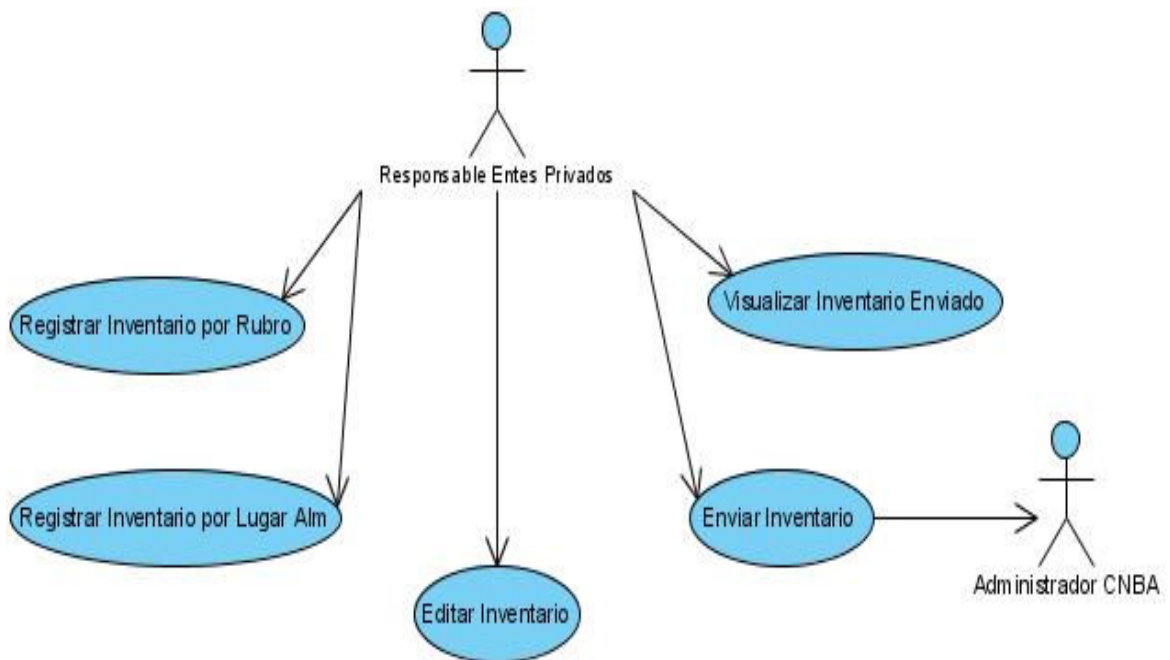 Responsable Entes Privados
Visualizar Inventario Enviado
Registrar Inventario por Rubro
Registrar Inventario por Lugar Alm
Enviar Inventario
Administrador CNBA
Editar Inventario